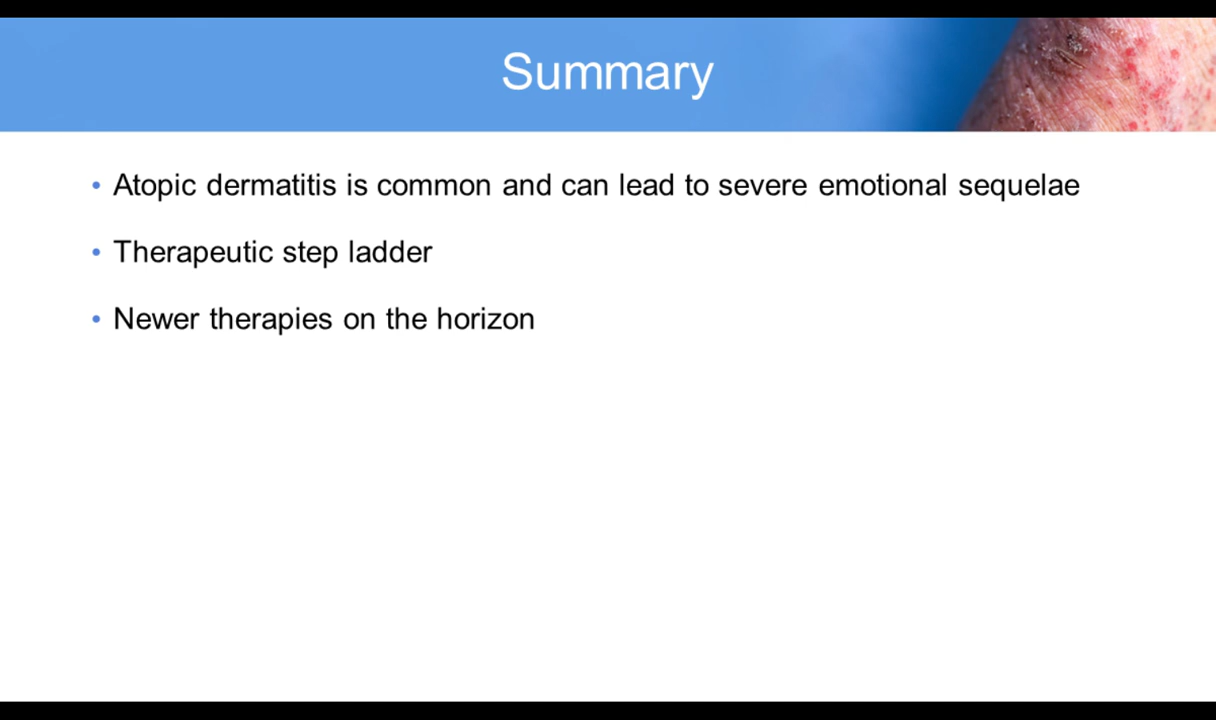 Summary
• Atopic dermatitis is common and can lead to severe emotional sequelae
• Therapeutic step ladder
• Newer therapies on the horizon